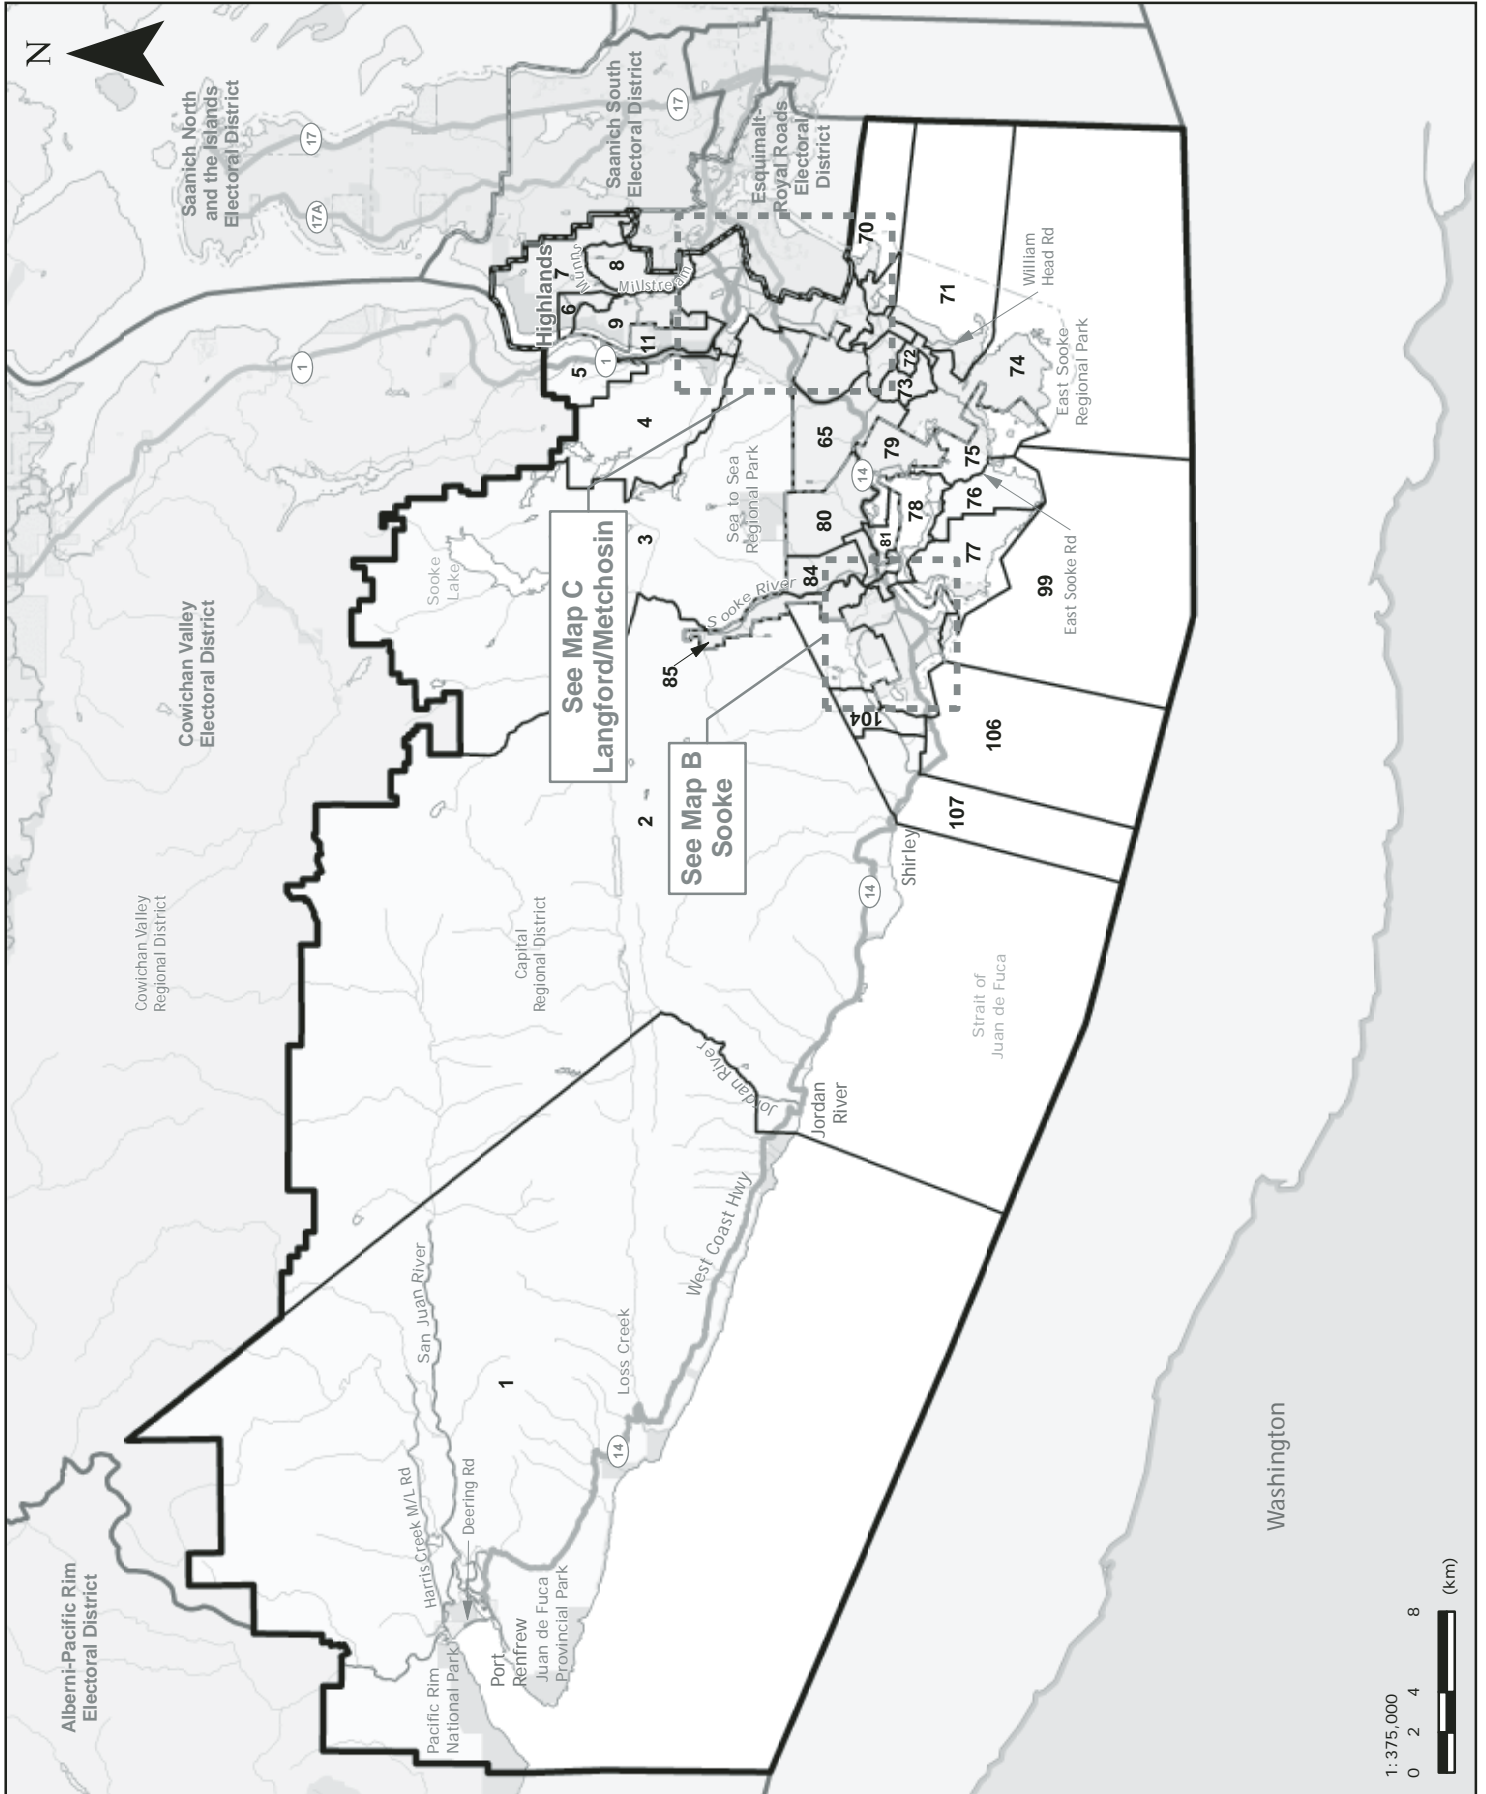 N
Saanich North
and the Islands
Electoral District
17
17A
Saanich South
Electoral District
17
Esquimalt-
Royal Roads
Electoral
District
1
Cowichan Valley
Electoral District
Cowichan Valley
Regional District
Alberni-Pacific Rim
Electoral District
Highlands
Munns
Millstream
7
8
6
9
11
5
1
4
3
70
71
William
Head Rd
72
73
74
East Sooke
Regional Park
65
79
14
75
76
78
80
81
77
84
99
East Sooke Rd
Sea to Sea
Regional Park
Sooke
Lake
Sooke River
85
See Map C
Langford/Metchosin
See Map B
Sooke
2
104
106
107
Shirley
14
Capital
Regional District
Strait of
Juan de Fuca
Jordan River
Jordan
River
West Coast Hwy
San Juan River
Loss Creek
1
14
Harris Creek M/L Rd
Deering Rd
Port
Renfrew
Juan de Fuca
Provincial Park
Pacific Rim
National Park
Washington
1:375,000
0 2 4 8
(km)